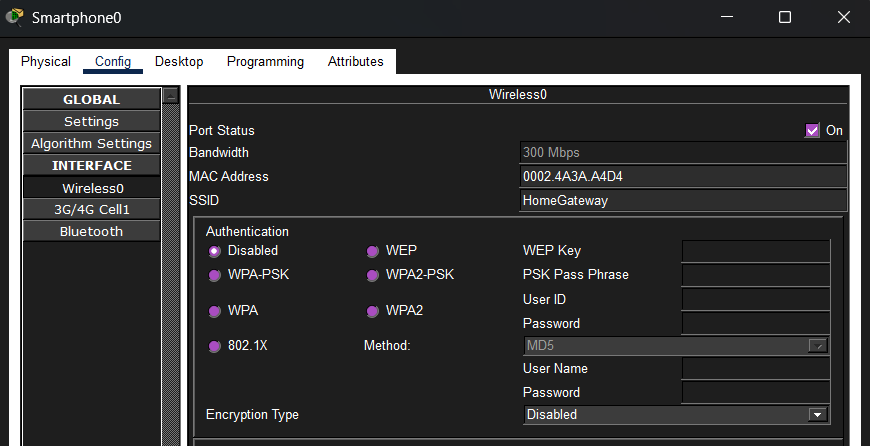 Smartphone0
Physical Config Desktop Programming Attributes
GLOBAL
Settings
Algorithm Settings
INTERFACE
Wireless0
3G/4G Cell1
Bluetooth
Wireless0
Port Status On
Bandwidth 300 Mbps
MAC Address 0002.4A3A.A4D4
SSID HomeGateway
Authentication
Disabled WEP WEP Key
WPA-PSK WPA2-PSK PSK Pass Phrase
User ID
WPA WPA2
Password
802.1X Method: MD5
User Name
Password
Encryption Type Disabled